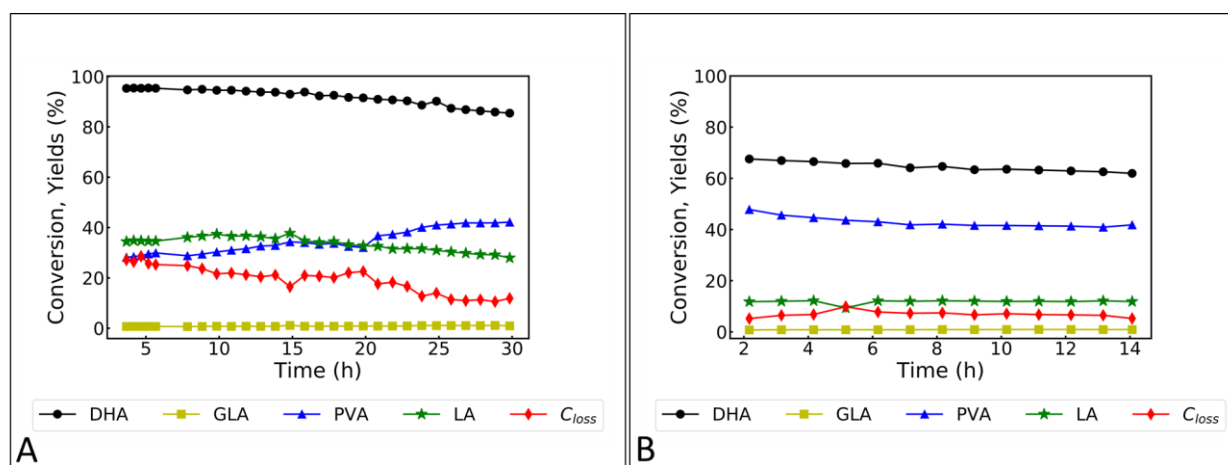 100
80
60
40
20
0
Conversion, Yields (%)
5 10 15 20 25 30
Time (h)
DHA GLA PVA LA C_loss
A
100
80
60
40
20
0
Conversion, Yields (%)
2 4 6 8 10 12 14
Time (h)
DHA GLA PVA LA C_loss
B